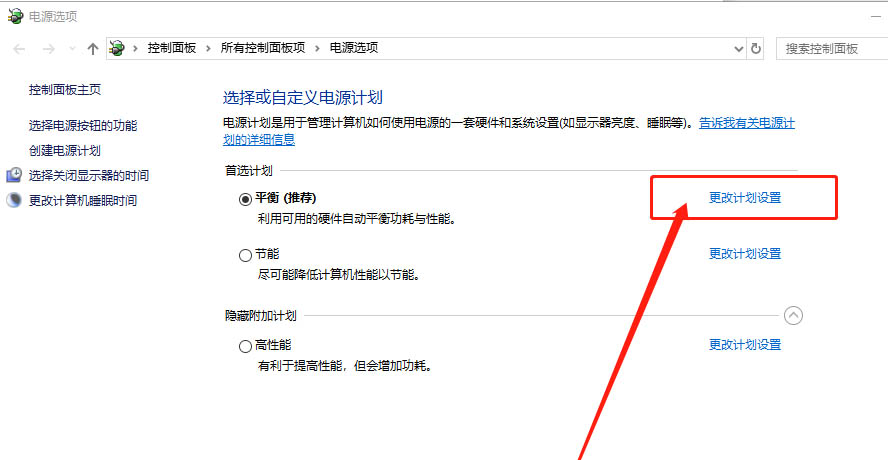 电源选项
控制面板 › 所有控制面板项 › 电源选项
搜索控制面板
控制面板主页
选择电源按钮的功能
创建电源计划
选择关闭显示器的时间
更改计算机睡眠时间
选择或自定义电源计划
电源计划是用于管理计算机如何使用电源的一套硬件和系统设置(如显示器亮度、睡眠等)。告诉我有关电源计
划的详细信息
首选计划
平衡 (推荐) 更改计划设置
利用可用的硬件自动平衡功耗与性能。
节能 更改计划设置
尽可能降低计算机性能以节能。
隐藏附加计划
高性能 更改计划设置
有利于提高性能，但会增加功耗。